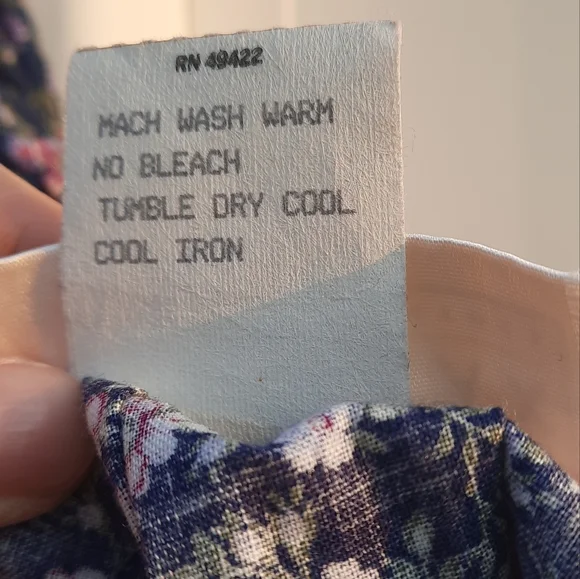 RN 49422
MACH WASH WARM
NO BLEACH
TUMBLE DRY COOL
COOL IRON